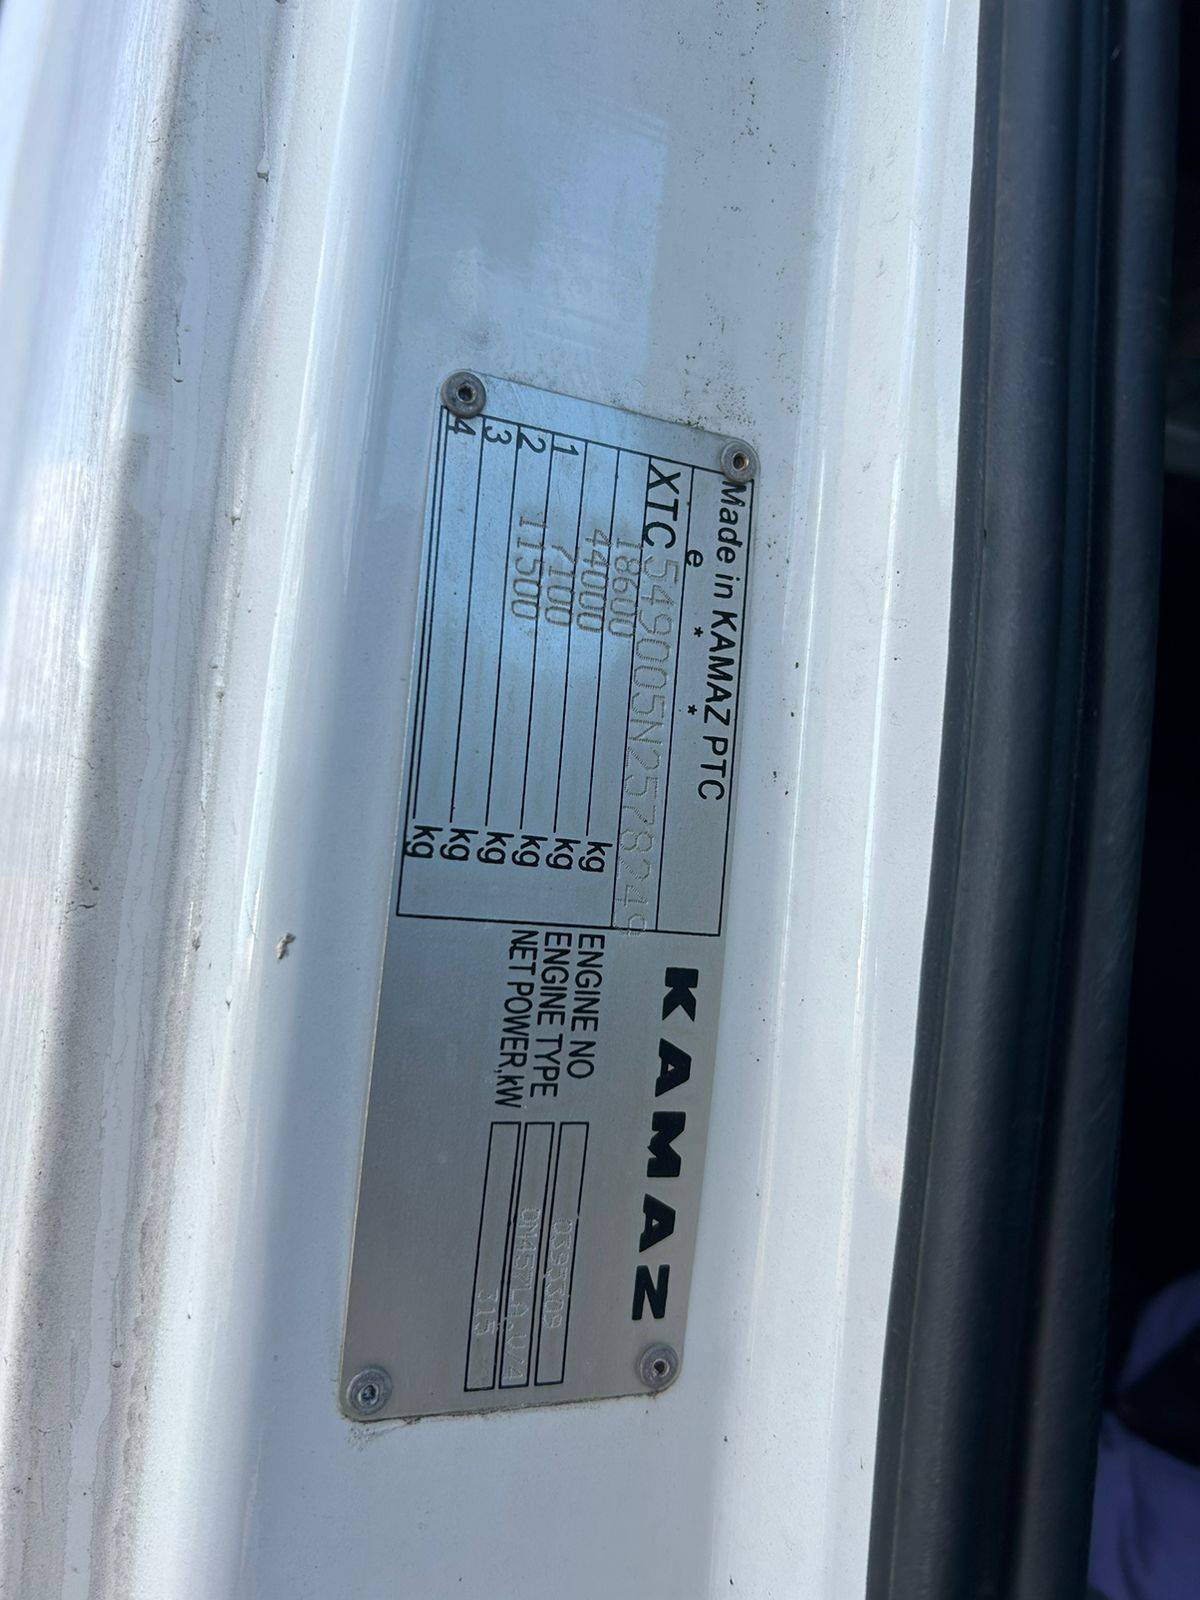 Made in KAMAZ PTC
e * *
XTC549005N2578249
18600 kg
44000 kg
1 7100 kg
2 11500 kg
3 kg
4 kg
KAMAZ
ENGINE NO
ENGINE TYPE OM457LA.
NET POWER,kW 315